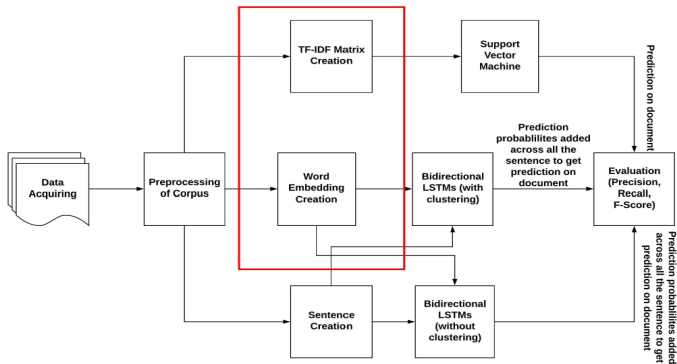 TF-IDF Matrix
Creation
Support
Vector
Machine
Prediction on document
Data
Acquiring
Preprocessing
of Corpus
Word
Embedding
Creation
Bidirectional
LSTMs (with
clustering)
Prediction
probablilites added
across all the
sentence to get
prediction on
document
Evaluation
(Precision,
Recall,
F-Score)
Sentence
Creation
Bidirectional
LSTMs
(without
clustering)
Prediction probablilites added
across all the sentence to get
prediction on document